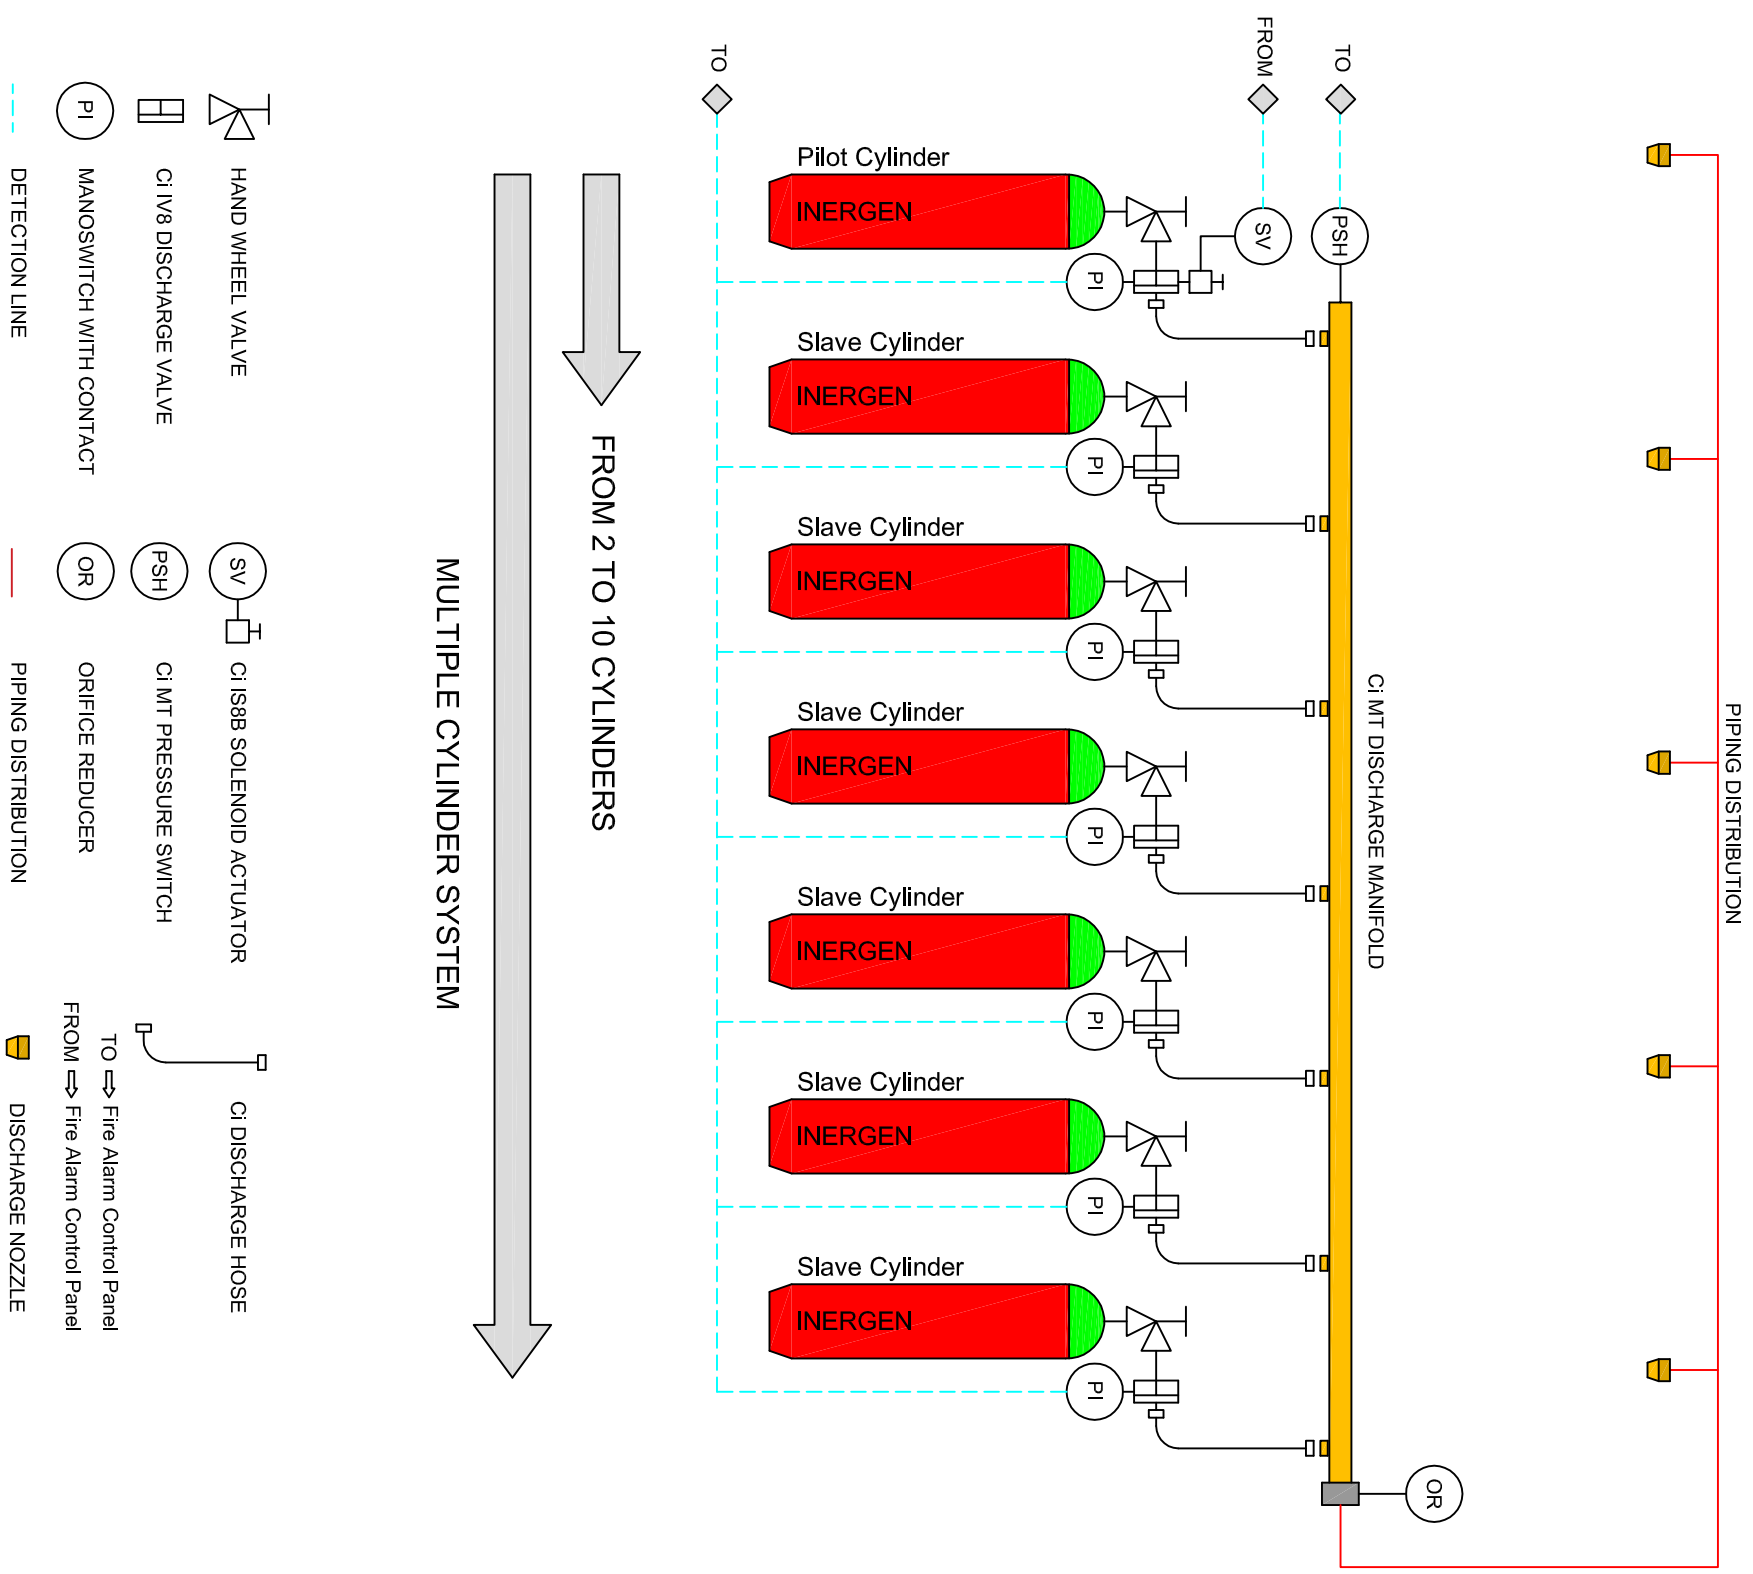 PIPING DISTRIBUTION
TO
PSH
Ci MT DISCHARGE MANIFOLD
OR
FROM
SV
Pilot Cylinder
INERGEN
PI
Slave Cylinder
INERGEN
PI
Slave Cylinder
INERGEN
PI
Slave Cylinder
INERGEN
PI
Slave Cylinder
INERGEN
PI
Slave Cylinder
INERGEN
PI
Slave Cylinder
INERGEN
PI
TO
FROM 2 TO 10 CYLINDERS
MULTIPLE CYLINDER SYSTEM
HAND WHEEL VALVE
Ci IV8 DISCHARGE VALVE
PI
MANOSWITCH WITH CONTACT
DETECTION LINE
SV
Ci IS8B SOLENOID ACTUATOR
PSH
Ci MT PRESSURE SWITCH
OR
ORIFICE REDUCER
PIPING DISTRIBUTION
Ci DISCHARGE HOSE
TO ⇨ Fire Alarm Control Panel
FROM ⇨ Fire Alarm Control Panel
DISCHARGE NOZZLE